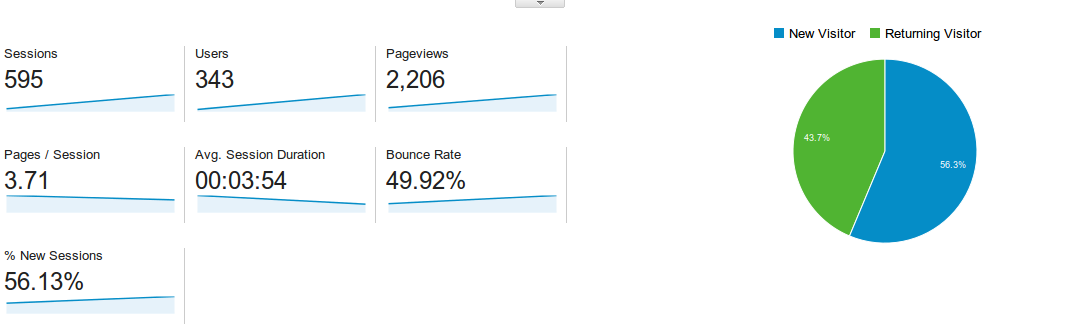 Sessions
595
Users
343
Pageviews
2,206
Pages / Session
3.71
Avg. Session Duration
00:03:54
Bounce Rate
49.92%
% New Sessions
56.13%
New Visitor
Returning Visitor
43.7%
56.3%